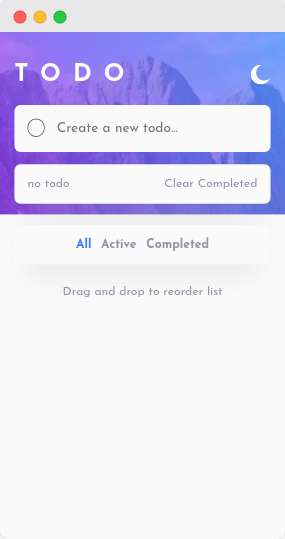 TODO
Create a new todo...
no todo Clear Completed
All Active Completed
Drag and drop to reorder list